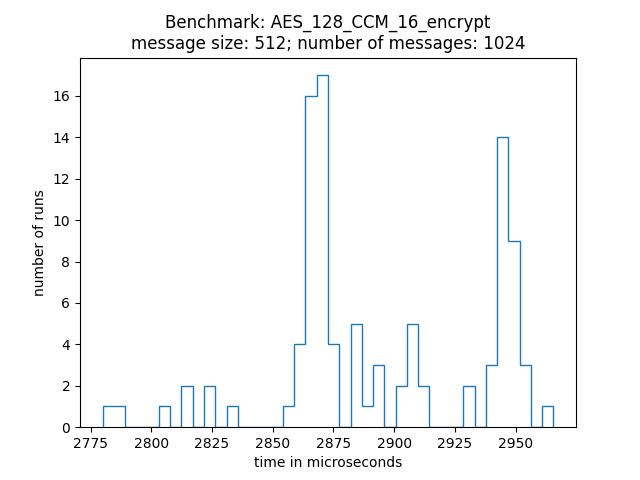 Benchmark: AES_128_CCM_16_encrypt
message size: 512; number of messages: 1024
number of runs
16
14
12
10
8
6
4
2
0
2775 2800 2825 2850 2875 2900 2925 2950
time in microseconds